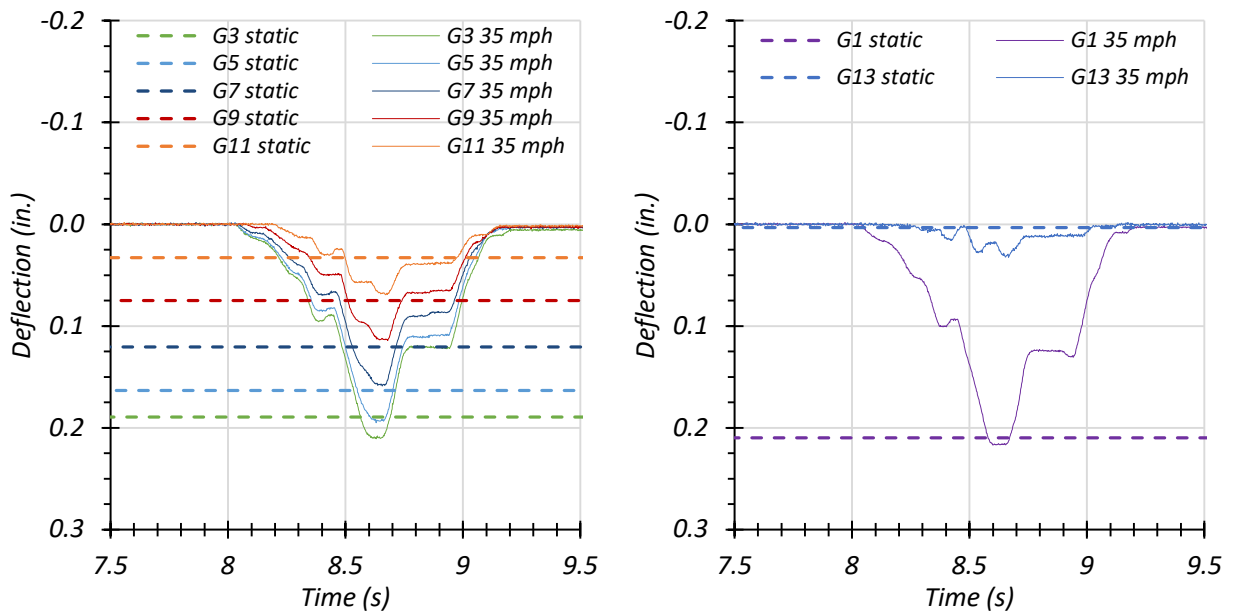 -0.2
-0.1
0.0
0.1
0.2
0.3
Deflection (in.)
G3 static
G3 35 mph
G5 static
G5 35 mph
G7 static
G7 35 mph
G9 static
G9 35 mph
G11 static
G11 35 mph
7.5 8 8.5 9 9.5
Time (s)
-0.2
-0.1
0.0
0.1
0.2
0.3
Deflection (in.)
G1 static
G1 35 mph
G13 static
G13 35 mph
7.5 8 8.5 9 9.5
Time (s)